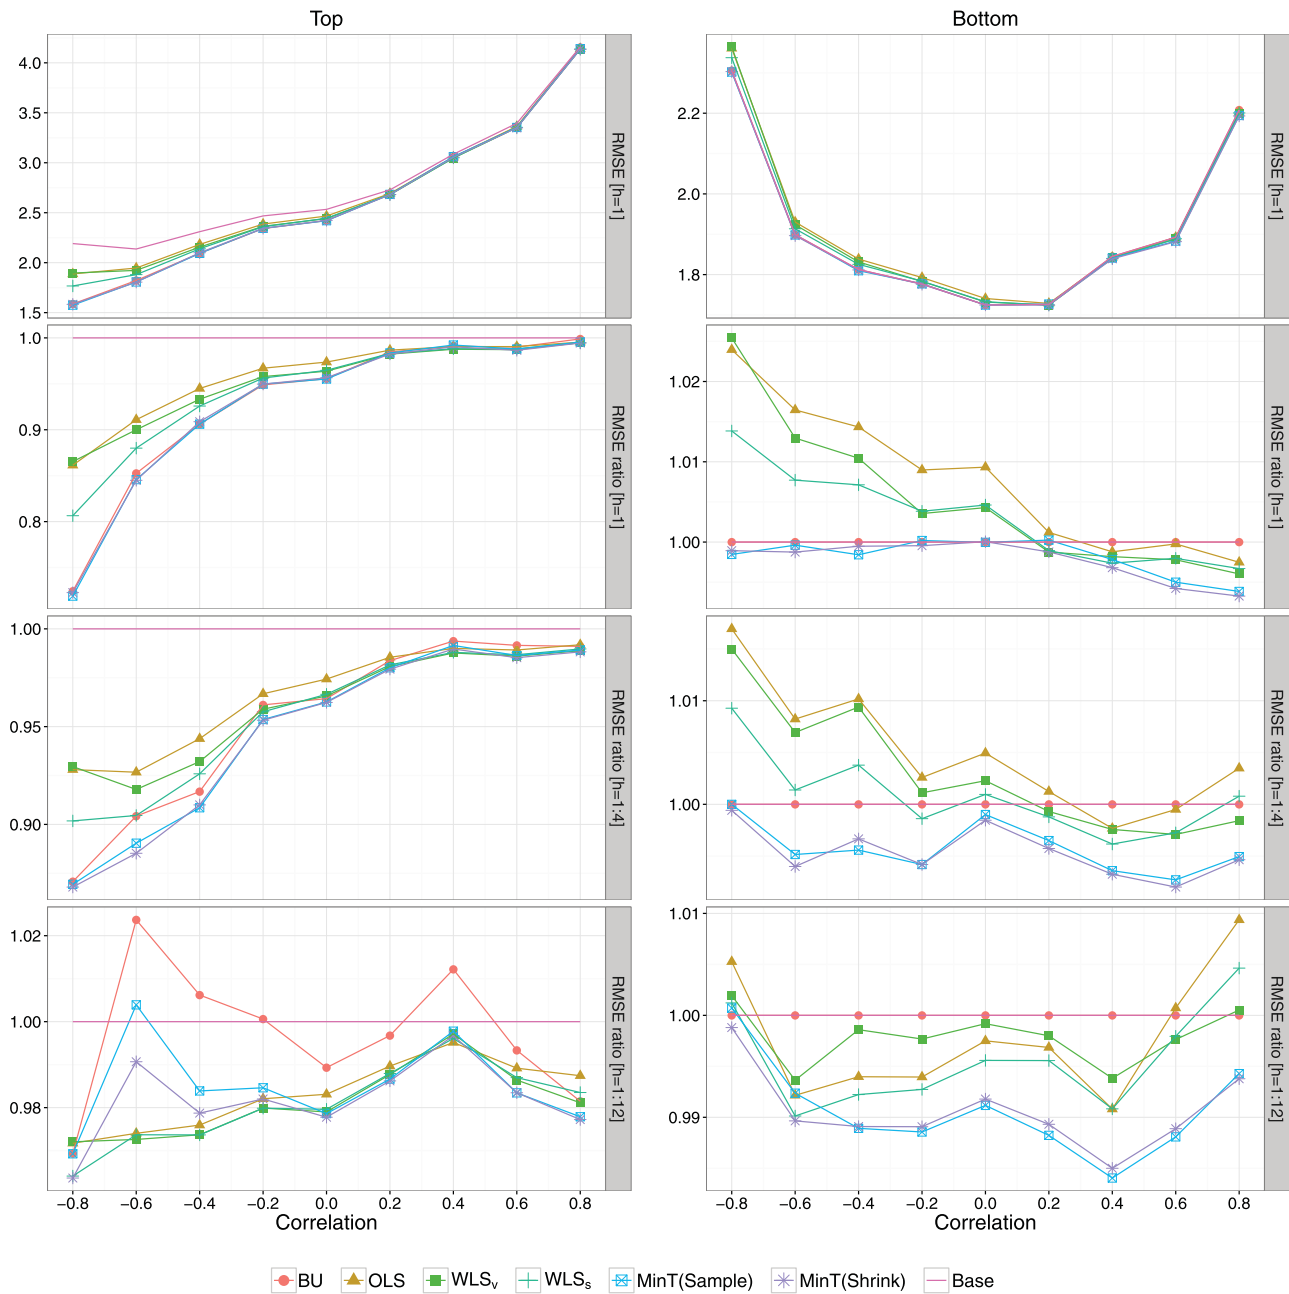 Top
Bottom
4.0
3.5
3.0
2.5
2.0
1.5
RMSE [h=1]
2.2
2.0
1.8
RMSE [h=1]
1.0
0.9
0.8
RMSE ratio [h=1]
1.02
1.01
1.00
RMSE ratio [h=1]
1.00
0.95
0.90
RMSE ratio [h=1:4]
1.01
1.00
RMSE ratio [h=1:4]
1.02
1.00
0.98
RMSE ratio [h=1:12]
1.01
1.00
0.99
RMSE ratio [h=1:12]
−0.8 −0.6 −0.4 −0.2 0.0 0.2 0.4 0.6 0.8
Correlation
−0.8 −0.6 −0.4 −0.2 0.0 0.2 0.4 0.6 0.8
Correlation
BU OLS WLSv WLSs MinT(Sample) MinT(Shrink) Base